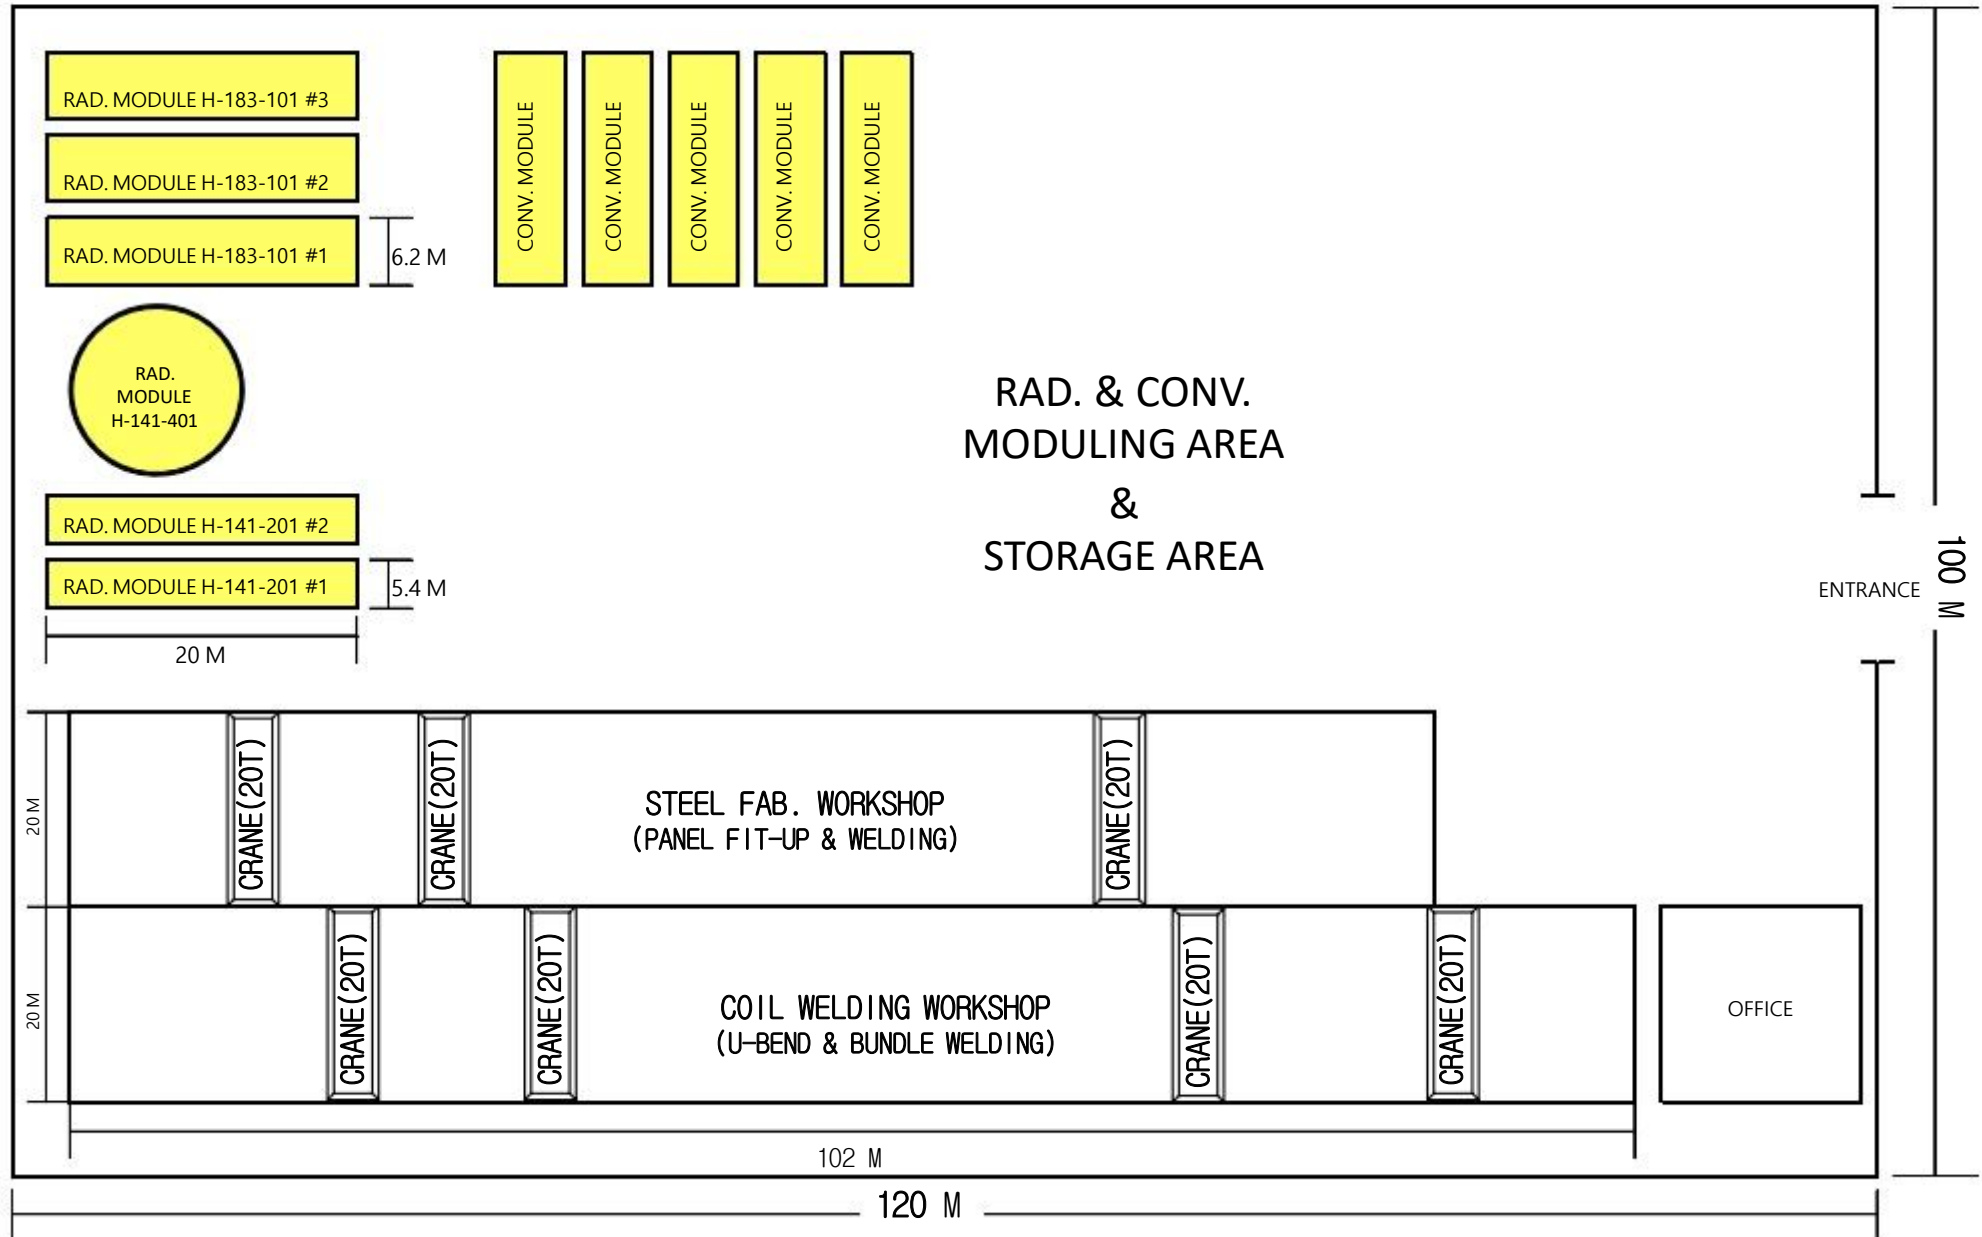 RAD. MODULE H-183-101 #3
RAD. MODULE H-183-101 #2
RAD. MODULE H-183-101 #1
6.2 M
CONV. MODULE
CONV. MODULE
CONV. MODULE
CONV. MODULE
CONV. MODULE
RAD.
MODULE
H-141-401
RAD. & CONV.
MODULING AREA
&
STORAGE AREA
RAD. MODULE H-141-201 #2
RAD. MODULE H-141-201 #1
5.4 M
20 M
ENTRANCE
100 M
20 M
CRANE(20T)
CRANE(20T)
STEEL FAB. WORKSHOP
(PANEL FIT-UP & WELDING)
CRANE(20T)
20 M
CRANE(20T)
CRANE(20T)
COIL WELDING WORKSHOP
(U-BEND & BUNDLE WELDING)
CRANE(20T)
CRANE(20T)
OFFICE
102 M
120 M